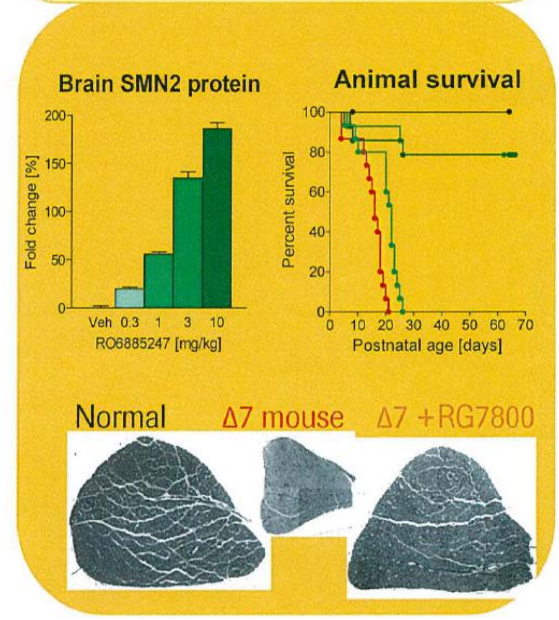 Brain SMN2 protein
Fold change [%]
200
150
100
50
0
Veh 0.3 1 3 10
RO6885247 [mg/kg]
Animal survival
Percent survival
100
80
60
40
20
0
0 10 20 30 40 50 60 70
Postnatal age [days]
Normal Δ7 mouse Δ7 +RG7800